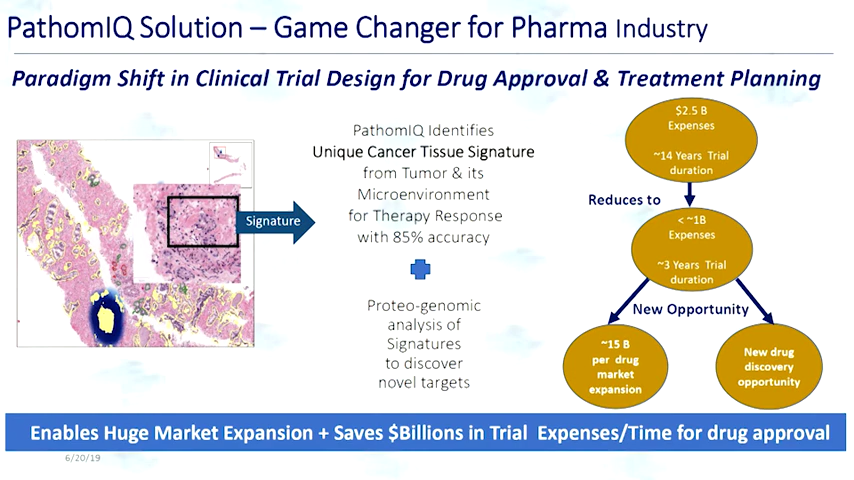 PathomIQ Solution – Game Changer for Pharma Industry
Paradigm Shift in Clinical Trial Design for Drug Approval & Treatment Planning
Signature
PathomIQ Identifies
Unique Cancer Tissue Signature
from Tumor & its
Microenvironment
for Therapy Response
with 85% accuracy
Proteo-genomic
analysis of
Signatures
to discover
novel targets
$2.5 B
Expenses
~14 Years Trial
duration
Reduces to
< ~1B
Expenses
~3 Years Trial
duration
New Opportunity
~15 B
per drug
market
expansion
New drug
discovery
opportunity
Enables Huge Market Expansion + Saves $Billions in Trial Expenses/Time for drug approval
6/20/19